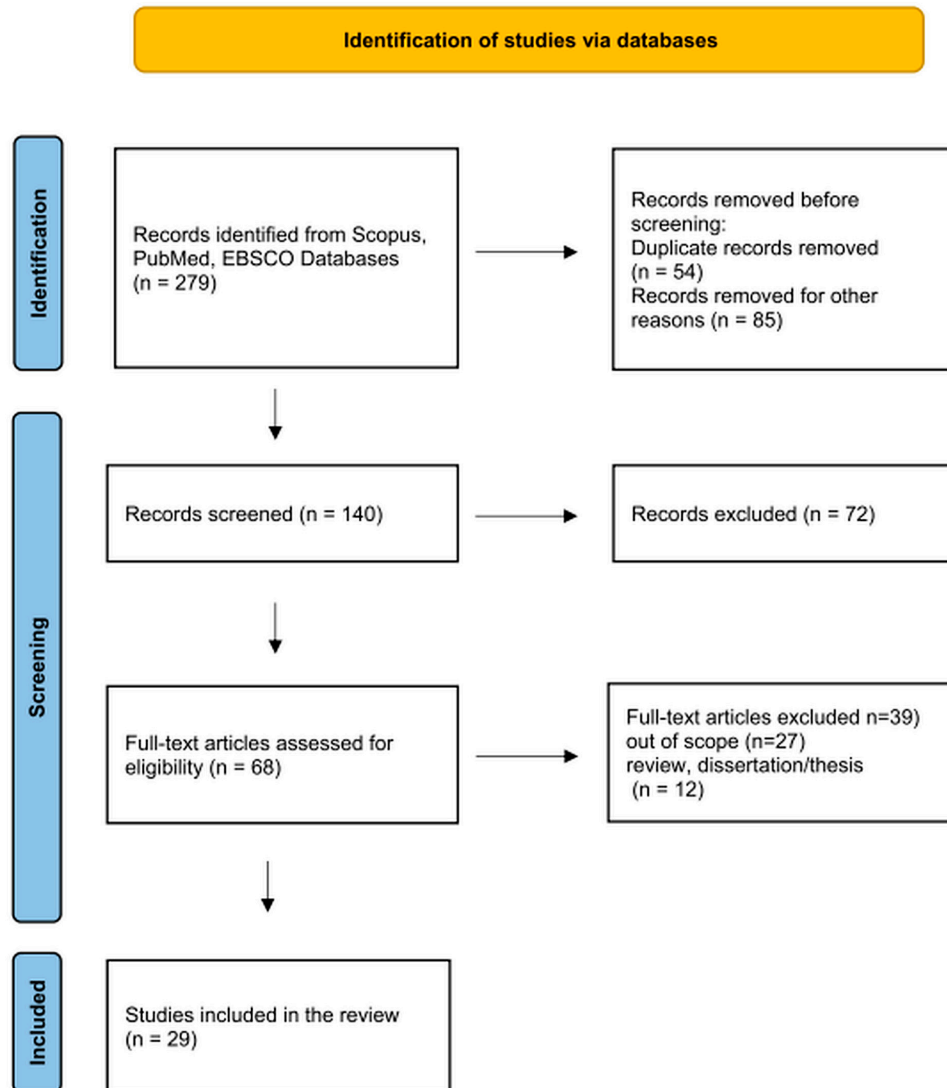 Identification of studies via databases
Identification
Records identified from Scopus,
PubMed, EBSCO Databases
(n = 279)
Records removed before
screening:
Duplicate records removed
(n = 54)
Records removed for other
reasons (n = 85)
Screening
Records screened (n = 140)
Records excluded (n = 72)
Full-text articles assessed for
eligibility (n = 68)
Full-text articles excluded n=39)
out of scope (n=27)
review, dissertation/thesis
(n = 12)
Included
Studies included in the review
(n = 29)